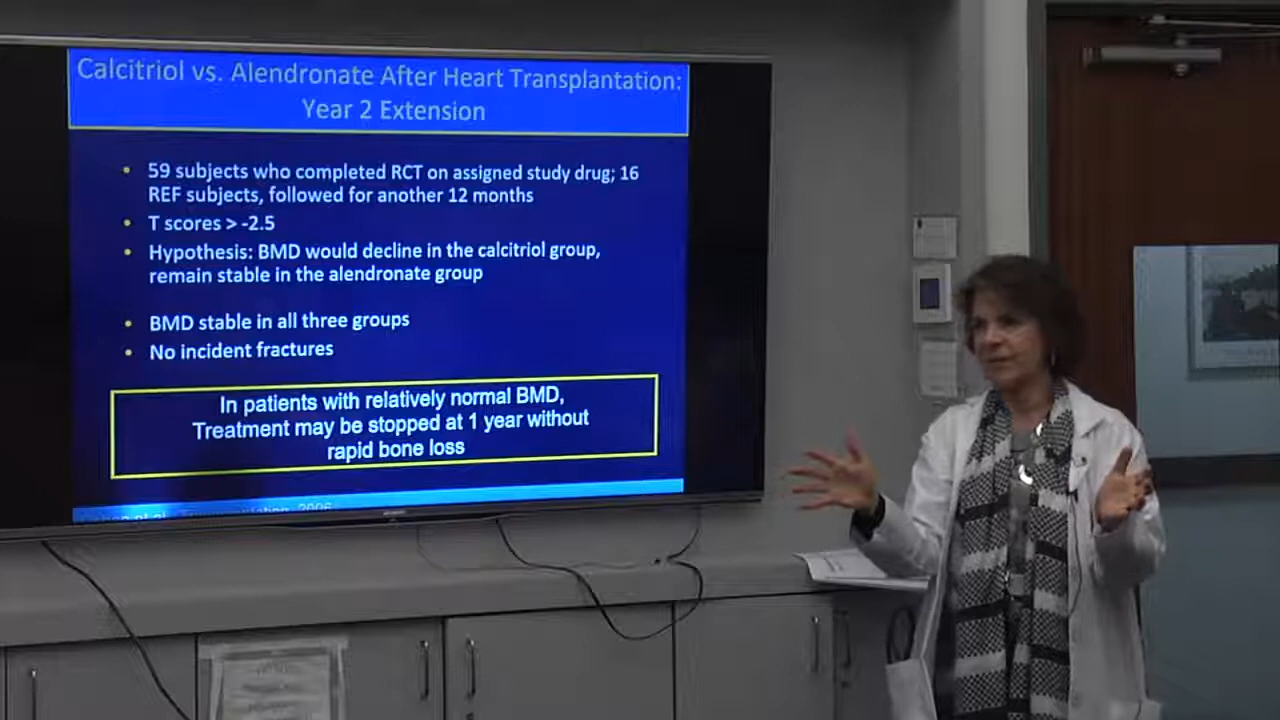 Calcitriol vs. Alendronate After Heart Transplantation:
Year 2 Extension
• 59 subjects who completed RCT on assigned study drug; 16
REF subjects, followed for another 12 months
• T scores > -2.5
• Hypothesis: BMD would decline in the calcitriol group,
remain stable in the alendronate group
• BMD stable in all three groups
• No incident fractures
In patients with relatively normal BMD,
Treatment may be stopped at 1 year without
rapid bone loss
2006